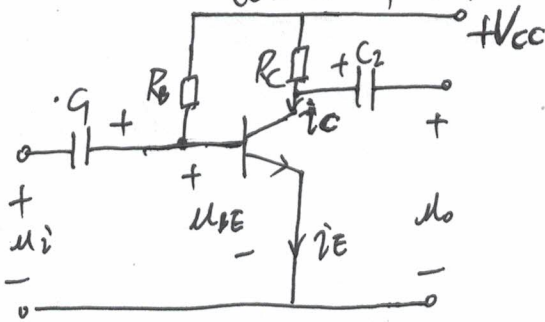 +VCC
RB
RC
+ C2
C1
+
iC
+
+
+
ui
-
uBE
-
iE
uo
-